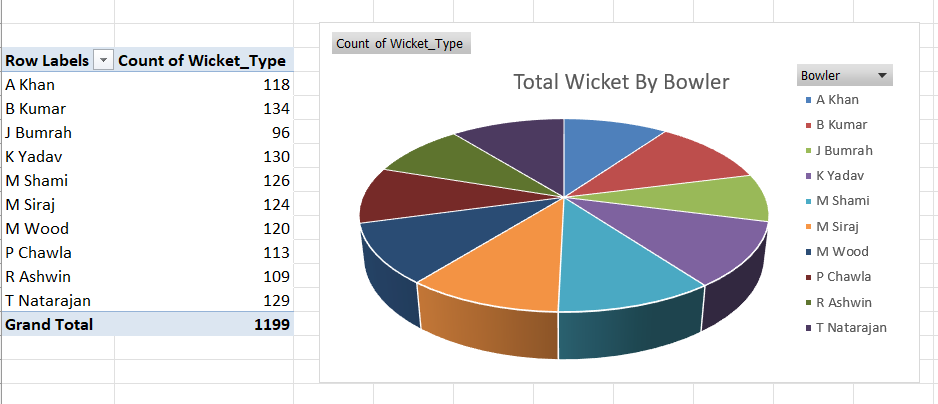 Row Labels Count of Wicket_Type
A Khan 118
B Kumar 134
J Bumrah 96
K Yadav 130
M Shami 126
M Siraj 124
M Wood 120
P Chawla 113
R Ashwin 109
T Natarajan 129
Grand Total 1199
Count of Wicket_Type
Total Wicket By Bowler
Bowler
A Khan
B Kumar
J Bumrah
K Yadav
M Shami
M Siraj
M Wood
P Chawla
R Ashwin
T Natarajan